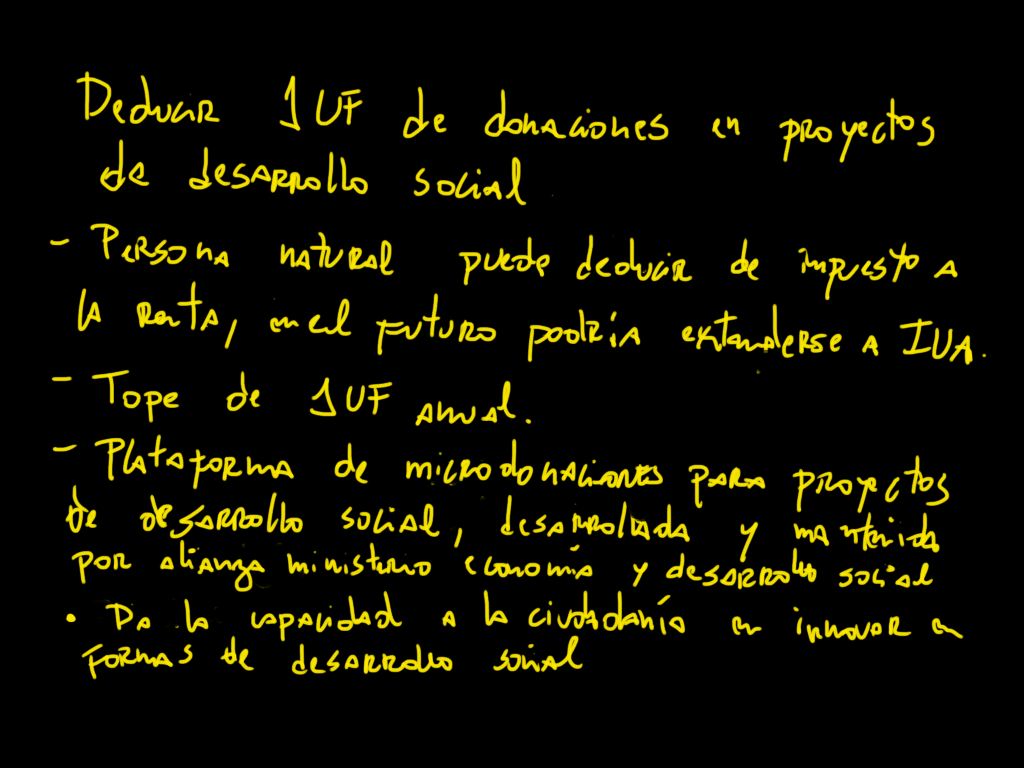 Deducir 1 UF de donaciones en proyectos
de desarrollo social
- Persona natural puede deducir de impuesto a
la renta, en el futuro podría extenderse a IVA.
- Tope de 1 UF anual.
- Plataforma de microdonaciones para proyectos
de desarrollo social, desarrollada y mantenida
por alianza ministerio economía y desarrollo social
• Da la capacidad a la ciudadanía en innovar en
formas de desarrollo social